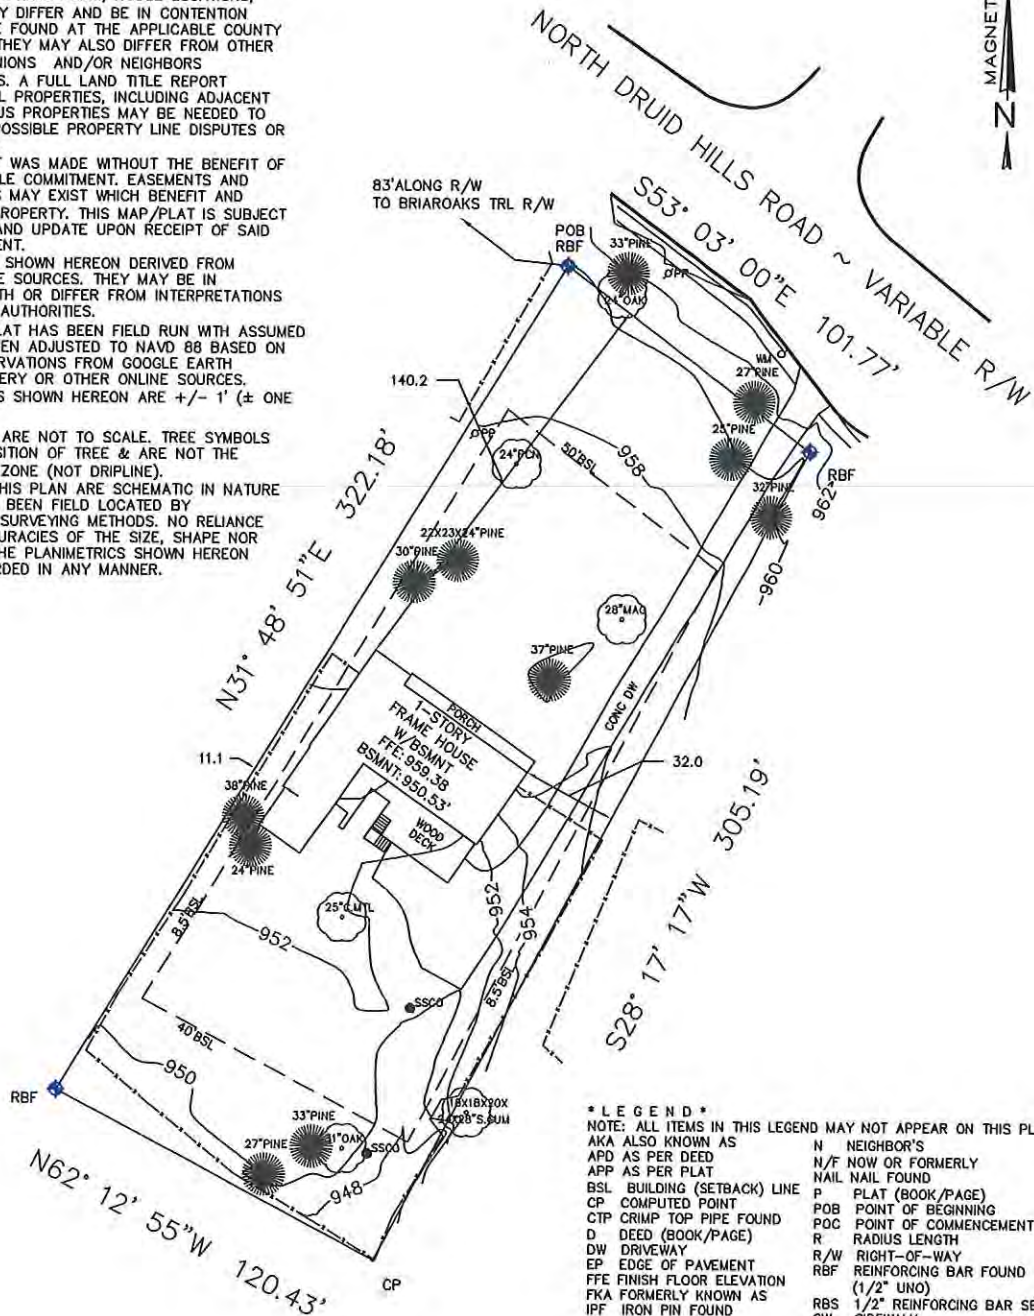 Y DIFFER AND BE IN CONTENTION
E FOUND AT THE APPLICABLE COUNTY
THEY MAY ALSO DIFFER FROM OTHER
NIONS AND/OR NEIGHBORS
S. A FULL LAND TITLE REPORT
L PROPERTIES, INCLUDING ADJACENT
US PROPERTIES MAY BE NEEDED TO
POSSIBLE PROPERTY LINE DISPUTES OR
T WAS MADE WITHOUT THE BENEFIT OF
LE COMMITMENT. EASEMENTS AND
S MAY EXIST WHICH BENEFIT AND
PROPERTY. THIS MAP/PLAT IS SUBJECT
AND UPDATE UPON RECEIPT OF SAID
ENT.
SHOWN HEREON DERIVED FROM
E SOURCES. THEY MAY BE IN
TH OR DIFFER FROM INTERPRETATIONS
AUTHORITIES.
LAT HAS BEEN FIELD RUN WITH ASSUMED
EN ADJUSTED TO NAVD 88 BASED ON
RVATIONS FROM GOOGLE EARTH
ERY OR OTHER ONLINE SOURCES.
S SHOWN HEREON ARE +/- 1' (± ONE
ARE NOT TO SCALE. TREE SYMBOLS
SITION OF TREE & ARE NOT THE
ZONE (NOT DRIPLINE).
HIS PLAN ARE SCHEMATIC IN NATURE
BEEN FIELD LOCATED BY
SURVEYING METHODS. NO RELIANCE
URACIES OF THE SIZE, SHAPE NOR
HE PLANIMETRICS SHOWN HEREON
RDED IN ANY MANNER.
MAGNET
N
NORTH DRUID HILLS ROAD ~ VARIABLE R/W
S53° 03' 00"E 101.77'
83'ALONG R/W
TO BRIAROAKS TRL R/W
POB
RBF
33"PINE
PP
24"OAK
WM
27"PINE
25"PINE
RBF
32"PINE
962
960
140.2
PP
24"PCN
50'BSL
958
N31° 48' 51"E 322.18'
22X23X24"PINE
30"PINE
28"MAG
37"PINE
CONC DW
PORCH
1-STORY
FRAME HOUSE
W/BSMNT
FFE: 959.38
BSMNT: 950.53'
WOOD
DECK
11.1
32.0
38"PINE
24"PINE
S28° 17' 17"W 305.19'
25"C.MTL
952
954
8.5'BSL
952
8.5'BSL
SSCO
40'BSL
950
RBF
33"PINE
27"PINE
21"OAK
SSCO
948
N62° 12' 55"W 120.43'
CP
* L E G E N D *
NOTE: ALL ITEMS IN THIS LEGEND MAY NOT APPEAR ON THIS PL
AKA ALSO KNOWN AS
APD AS PER DEED
APP AS PER PLAT
BSL BUILDING (SETBACK) LINE
CP COMPUTED POINT
CTP CRIMP TOP PIPE FOUND
D DEED (BOOK/PAGE)
DW DRIVEWAY
EP EDGE OF PAVEMENT
FFE FINISH FLOOR ELEVATION
FKA FORMERLY KNOWN AS
IPF IRON PIN FOUND
N NEIGHBOR'S
N/F NOW OR FORMERLY
NAIL NAIL FOUND
P PLAT (BOOK/PAGE)
POB POINT OF BEGINNING
POC POINT OF COMMENCEMENT
R RADIUS LENGTH
R/W RIGHT-OF-WAY
RBF REINFORCING BAR FOUND
(1/2" UNO)
RBS 1/2" REINFORCING BAR SE